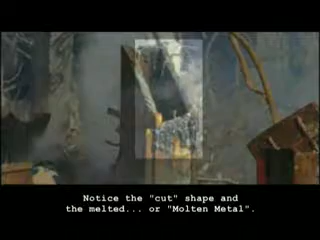 Notice the "cut" shape and
the melted... or "Molten Metal".